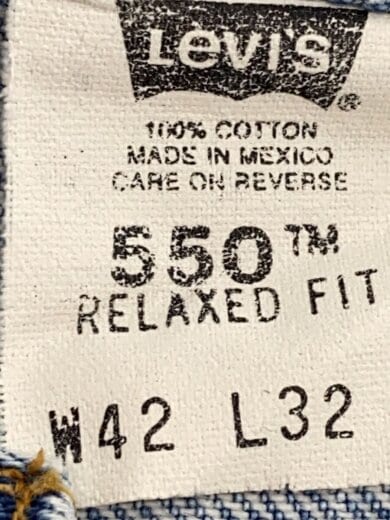 LEVI'S ®
100% COTTON
MADE IN MEXICO
CARE ON REVERSE
550™
RELAXED FIT
W42 L32